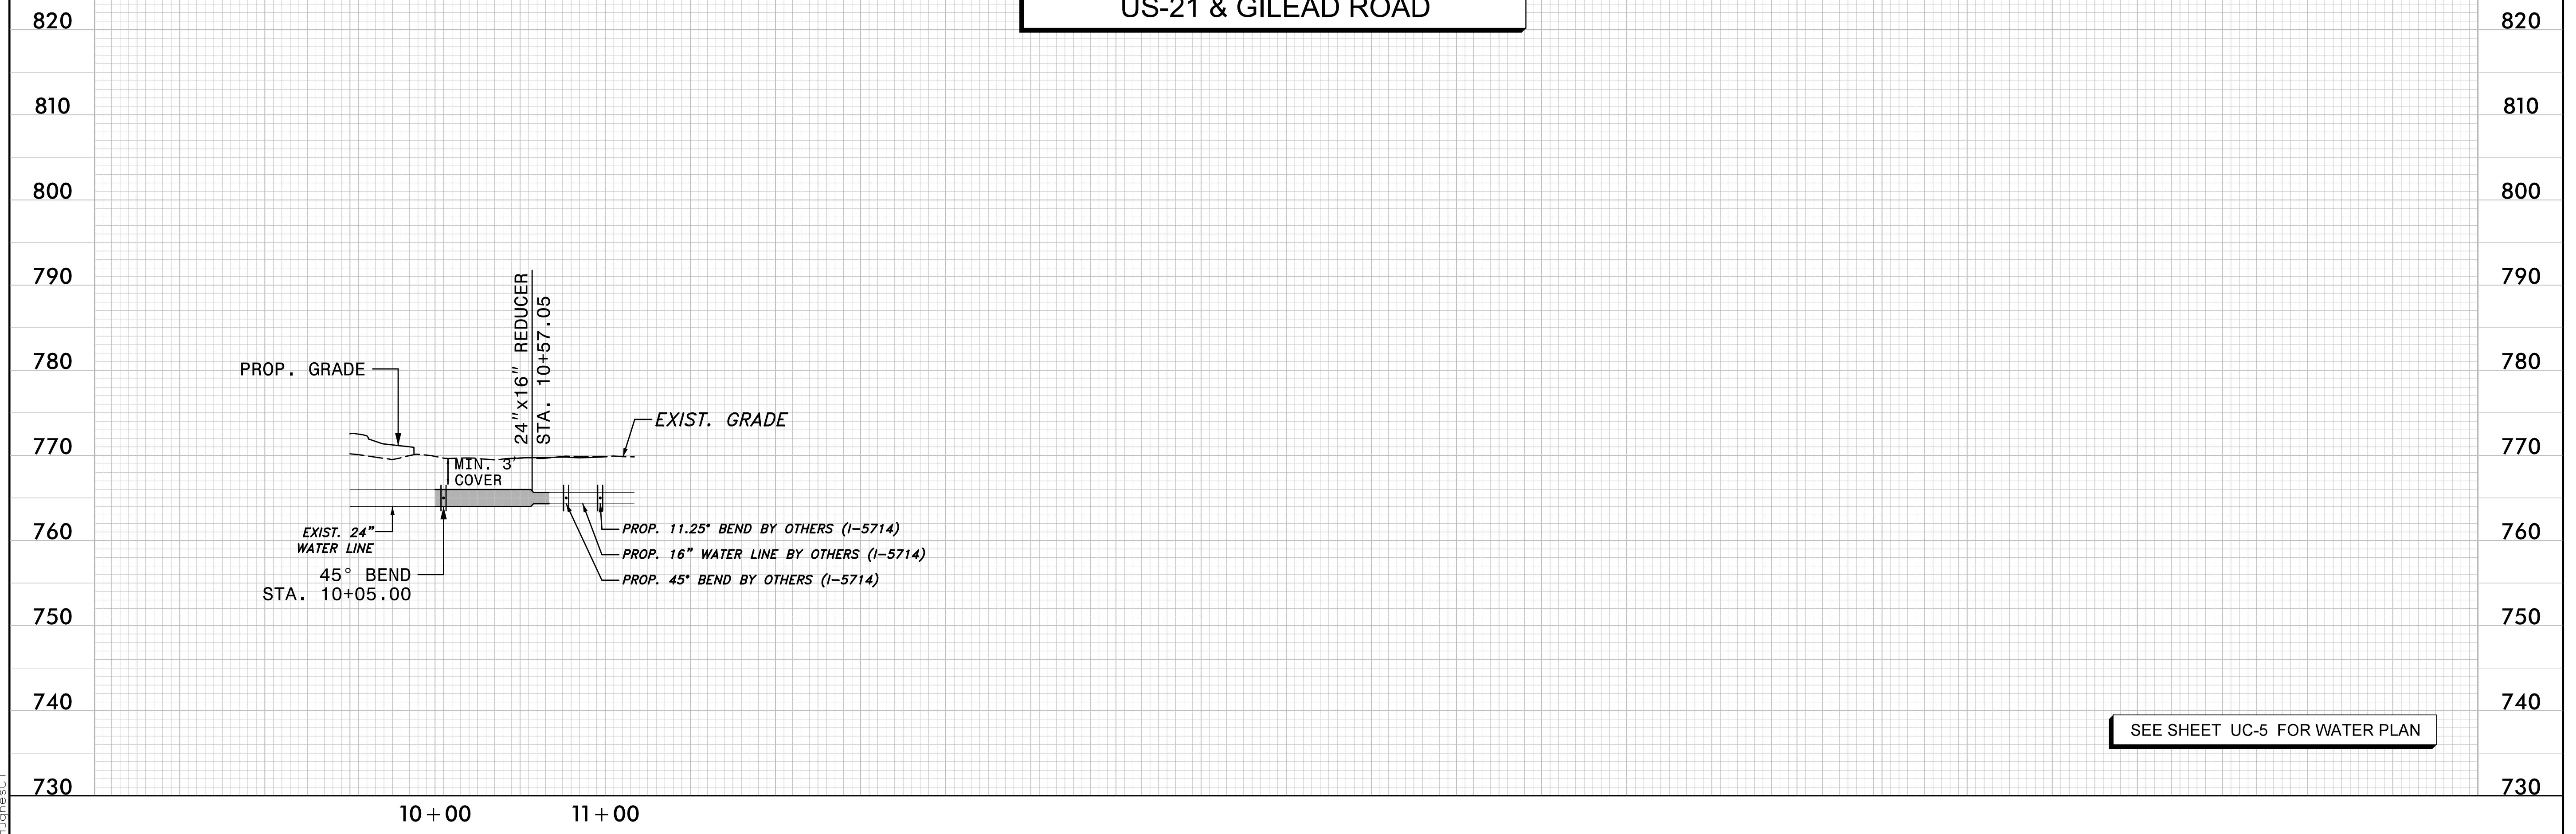 US-21 & GILEAD ROAD
820 820
810 810
800 800
790 790
24"x16" REDUCER
STA. 10+57.05
780 780
PROP. GRADE
EXIST. GRADE
770 770
MIN. 3'
COVER
760 760
EXIST. 24"
WATER LINE
PROP. 11.25° BEND BY OTHERS (I-5714)
PROP. 16" WATER LINE BY OTHERS (I-5714)
PROP. 45° BEND BY OTHERS (I-5714)
45° BEND
STA. 10+05.00
750 750
740 740
SEE SHEET UC-5 FOR WATER PLAN
730 730
10+00 11+00